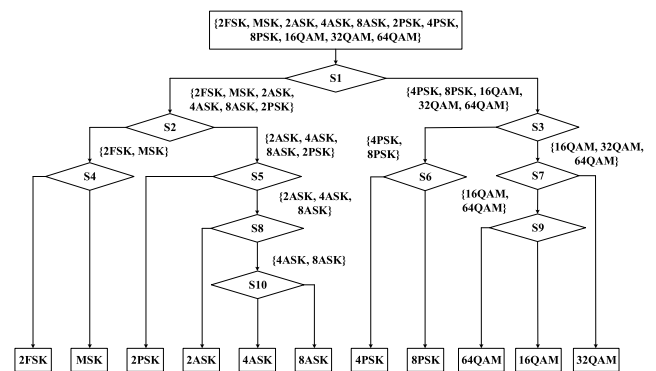 {2FSK, MSK, 2ASK, 4ASK, 8ASK, 2PSK, 4PSK,
8PSK, 16QAM, 32QAM, 64QAM}
S1
{2FSK, MSK, 2ASK,
4ASK, 8ASK, 2PSK}
{4PSK, 8PSK, 16QAM,
32QAM, 64QAM}
S2
S3
{2FSK, MSK}
{2ASK, 4ASK,
8ASK, 2PSK}
{4PSK,
8PSK}
{16QAM, 32QAM,
64QAM}
S4
S5
S6
S7
{2ASK, 4ASK,
8ASK}
{16QAM,
64QAM}
S8
S9
{4ASK, 8ASK}
S10
2FSK
MSK
2PSK
2ASK
4ASK
8ASK
4PSK
8PSK
64QAM
16QAM
32QAM